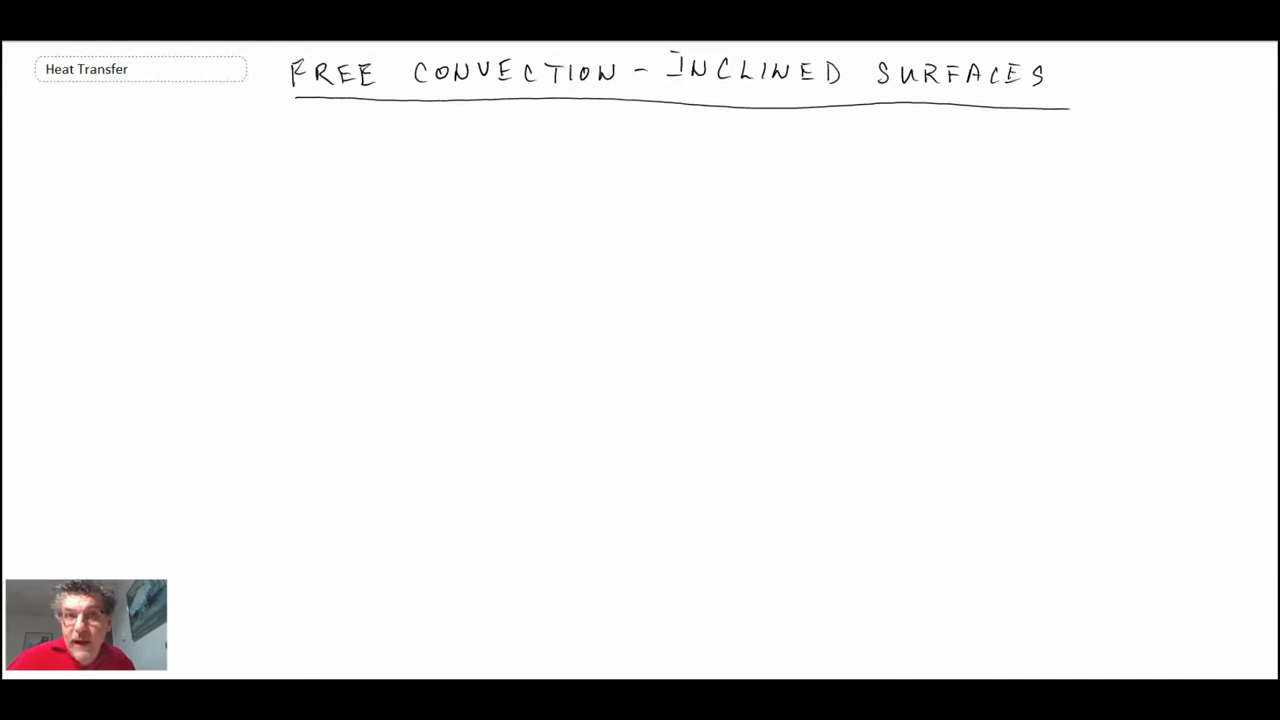 Heat Transfer
FREE CONVECTION - INCLINED SURFACES